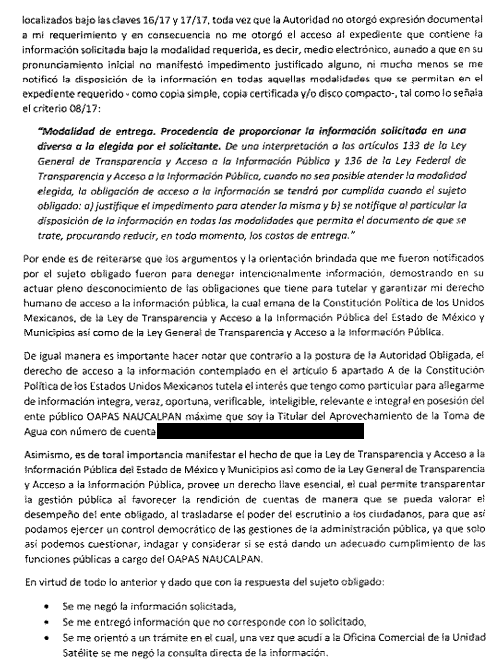 localizados bajo las claves 16/17 y 17/17, toda vez que la Autoridad no otorgó expresión documental
a mi requerimiento y en consecuencia no me otorgó el acceso al expediente que contiene la
información solicitada bajo la modalidad requerida, es decir, medio electrónico, aunado a que en su
pronunciamiento inicial no manifestó impedimento justificado alguno, ni mucho menos se me
notificó la disposición de la información en todas aquellas modalidades que se permitan en el
expediente requerido - como copia simple, copia certificada y/o disco compacto-, tal como lo señala
el criterio 08/17:
"Modalidad de entrega. Procedencia de proporcionar la información solicitada en una
diversa a la elegida por el solicitante. De una interpretación a los artículos 133 de la Ley
General de Transparencia y Acceso a la Información Pública y 136 de la Ley Federal de
Transparencia y Acceso a la Información Pública, cuando no sea posible atender la modalidad
elegida, la obligación de acceso a la información se tendrá por cumplida cuando el sujeto
obligado: a) justifique el impedimento para atender la misma y b) se notifique al particular la
disposición de la información en todas las modalidades que permita el documento de que se
trate, procurando reducir, en todo momento, los costos de entrega."
Por ende es de reiterarse que los argumentos y la orientación brindada que me fueron notificados
por el sujeto obligado fueron para denegar intencionalmente información, demostrando en su
actuar pleno desconocimiento de las obligaciones que tiene para tutelar y garantizar mi derecho
humano de acceso a la información pública, la cual emana de la Constitución Política de los Unidos
Mexicanos, de la Ley de Transparencia y Acceso a la Información Pública del Estado de México y
Municipios así como de la Ley General de Transparencia y Acceso a la Información Pública.
De igual manera es importante hacer notar que contrario a la postura de la Autoridad Obligada, el
derecho de acceso a la información contemplado en el artículo 6 apartado A de la Constitución
Política de los Estados Unidos Mexicanos tutela el interés que tengo como particular para allegarme
de información integra, veraz, oportuna, verificable, inteligible, relevante e integral en posesión del
ente público OAPAS NAUCALPAN máxime que soy la Titular del Aprovechamiento de la Toma de
Agua con número de cuenta
Asimismo, es de toral importancia manifestar el hecho de que la Ley de Transparencia y Acceso a la
Información Pública del Estado de México y Municipios así como de la Ley General de Transparencia
y Acceso a la Información Pública, provee un derecho llave esencial, el cual permite transparentar
la gestión pública al favorecer la rendición de cuentas de manera que se pueda valorar el
desempeño del ente obligado, al trasladarse el poder del escrutinio a los ciudadanos, para que así
podamos ejercer un control democrático de las gestiones de la administración pública, ya que solo
así podemos cuestionar, indagar y considerar si se está dando un adecuado cumplimiento de las
funciones públicas a cargo del OAPAS NAUCALPAN.
En virtud de todo lo anterior y dado que con la respuesta del sujeto obligado:
• Se me negó la información solicitada,
• Se me entregó información que no corresponde con lo solicitado,
• Se me orientó a un trámite en el cual, una vez que acudí a la Oficina Comercial de la Unidad
Satélite se me negó la consulta directa de la información.